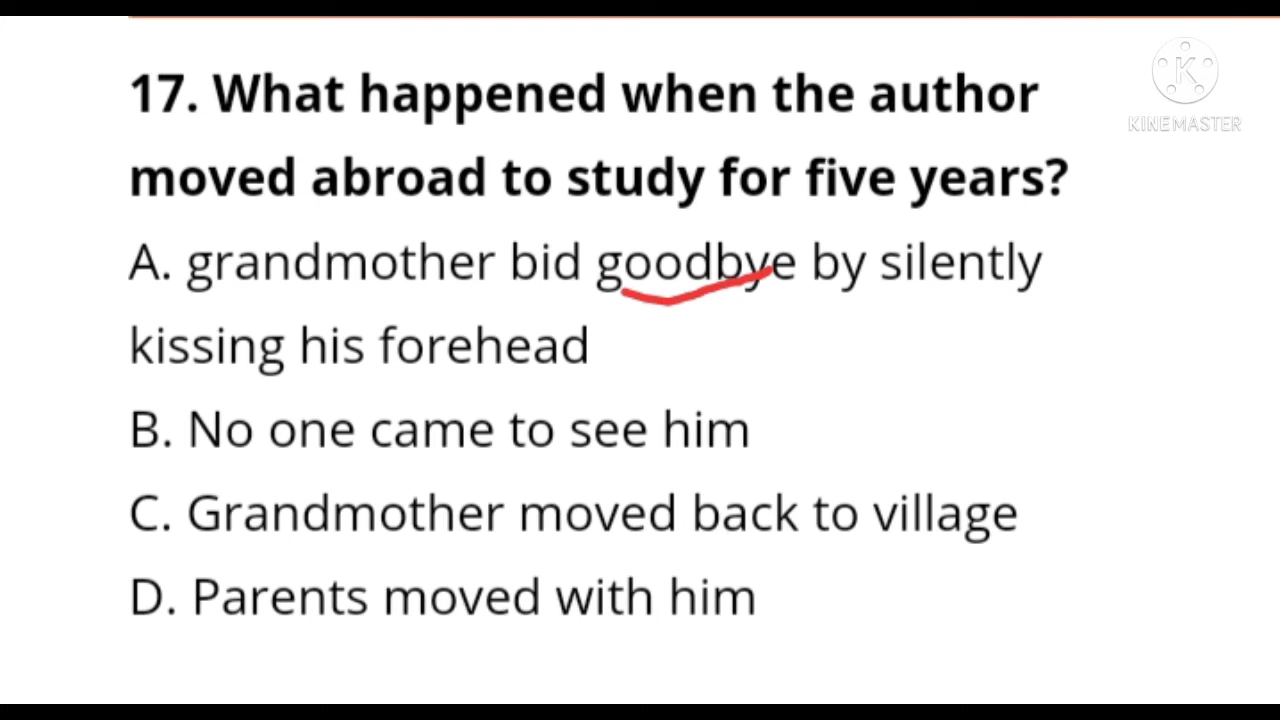 17. What happened when the author
moved abroad to study for five years?
A. grandmother bid goodbye by silently
kissing his forehead
B. No one came to see him
C. Grandmother moved back to village
D. Parents moved with him
K
KINEMASTER